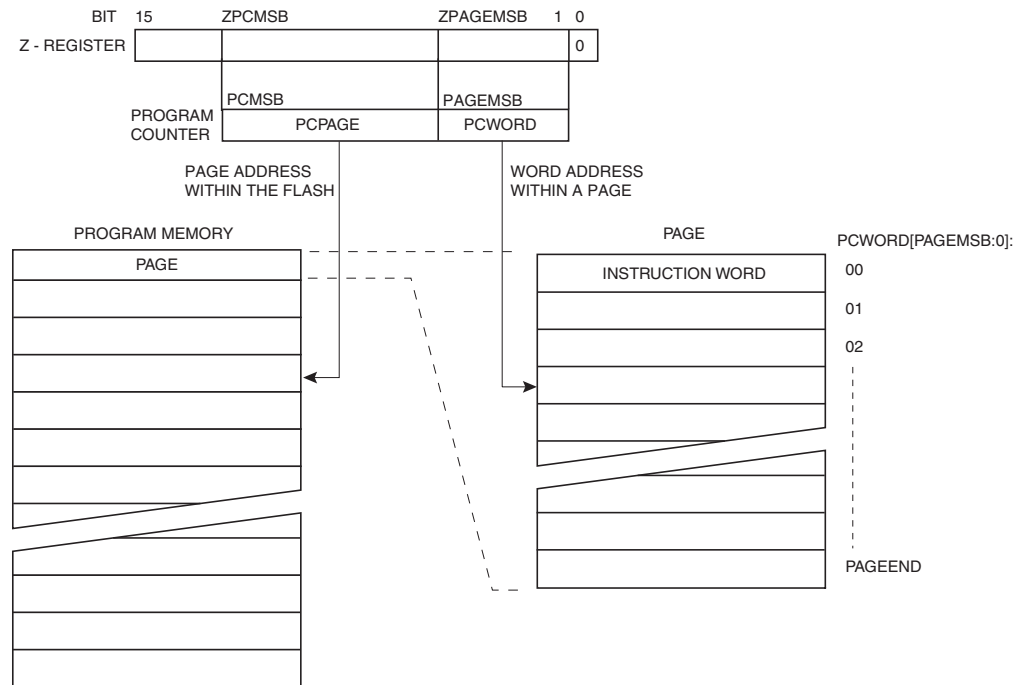 BIT 15 ZPCMSB ZPAGEMSB 1 0
Z - REGISTER 0
PCMSB PAGEMSB
PROGRAM
COUNTER
PCPAGE PCWORD
PAGE ADDRESS
WITHIN THE FLASH
WORD ADDRESS
WITHIN A PAGE
PROGRAM MEMORY
PAGE
PAGE
PCWORD[PAGEMSB:0]:
INSTRUCTION WORD
00
01
02
PAGEEND